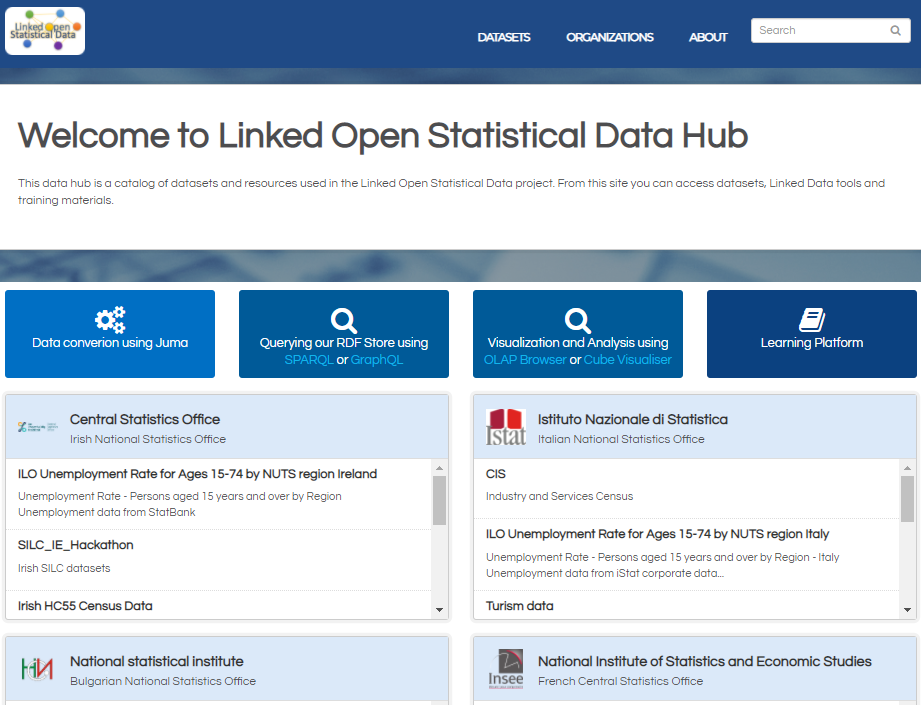 Linked Open
Statistical Data
DATASETS
ORGANIZATIONS
ABOUT
Search
Welcome to Linked Open Statistical Data Hub
This data hub is a catalog of datasets and resources used in the Linked Open Statistical Data project. From this site you can access datasets, Linked Data tools and
training materials.
Data converion using Juma
Querying our RDF Store using
SPARQL or GraphQL
Visualization and Analysis using
OLAP Browser or Cube Visualiser
Learning Platform
Central Statistics Office
Irish National Statistics Office
ILO Unemployment Rate for Ages 15-74 by NUTS region Ireland
Unemployment Rate - Persons aged 15 years and over by Region
Unemployment data from StatBank
SILC_IE_Hackathon
Irish SILC datasets
Irish HC55 Census Data
Istat
Istituto Nazionale di Statistica
Italian National Statistics Office
CIS
Industry and Services Census
ILO Unemployment Rate for Ages 15-74 by NUTS region Italy
Unemployment Rate - Persons aged 15 years and over by Region - Italy
Unemployment data from iStat corporate data...
Turism data
National statistical institute
Bulgarian National Statistics Office
Insee
National Institute of Statistics and Economic Studies
French Central Statistics Office